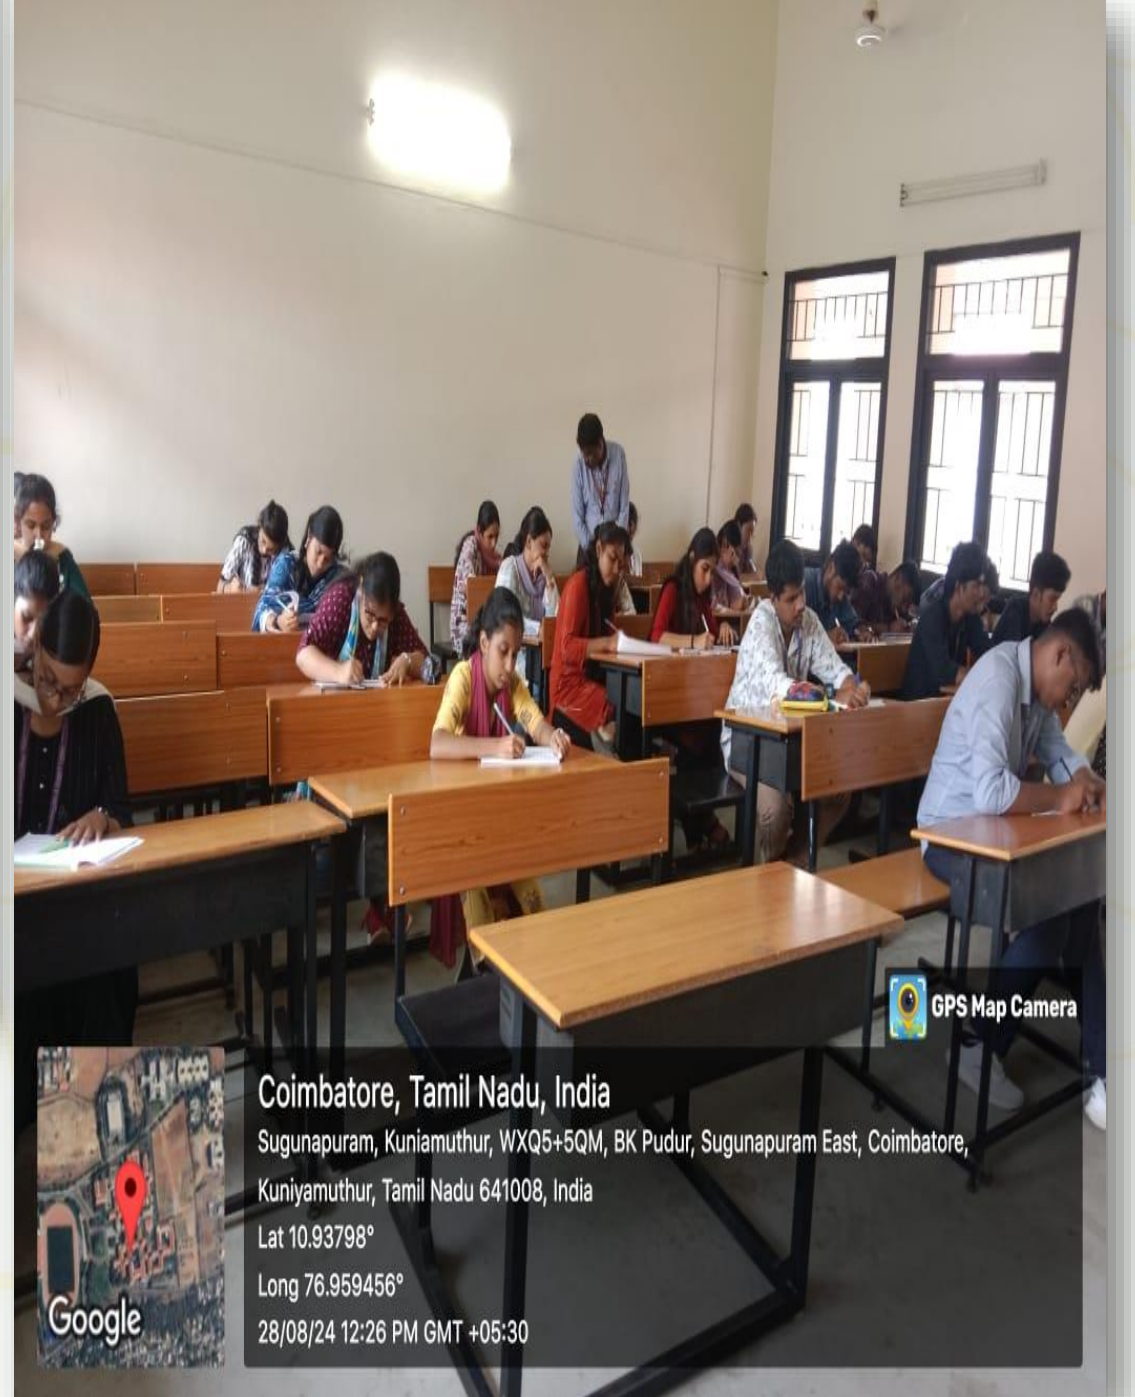 GPS Map Camera
Coimbatore, Tamil Nadu, India
Sugunapuram, Kuniamuthur, WXQ5+5QM, BK Pudur, Sugunapuram East, Coimbatore,
Kuniyamuthur, Tamil Nadu 641008, India
Lat 10.93798°
Long 76.959456°
28/08/24 12:26 PM GMT +05:30
Google